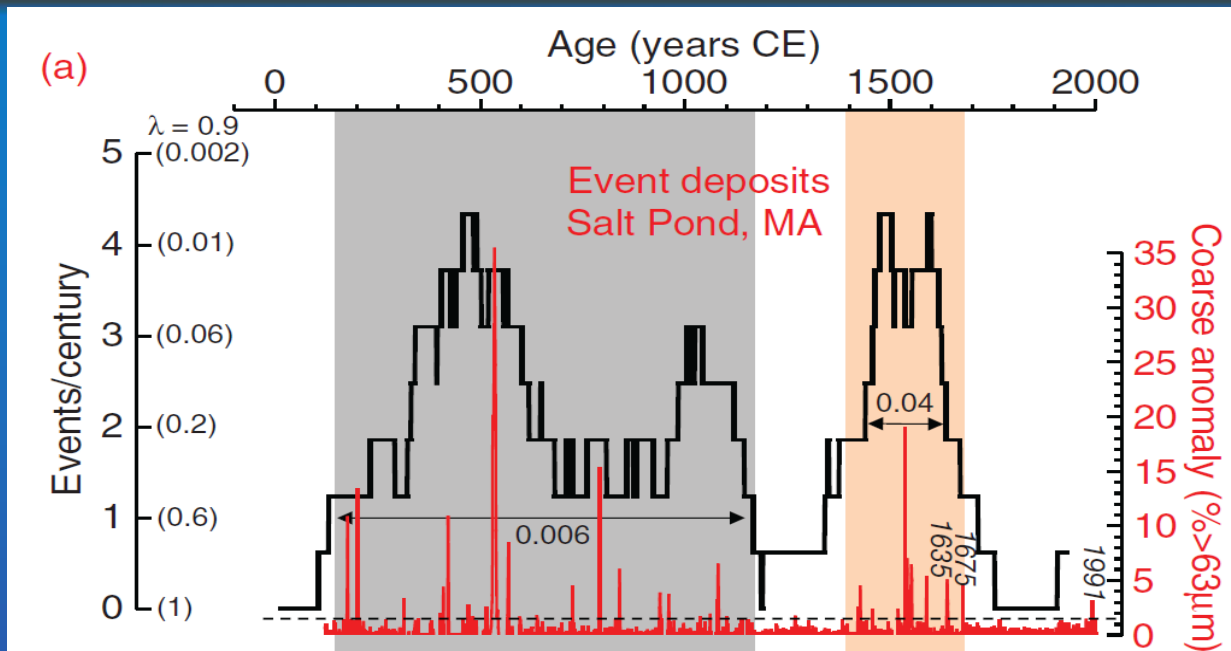 (a)
Age (years CE)
0 500 1000 1500 2000
λ = 0.9
5 (0.002)
4 (0.01)
3 (0.06)
2 (0.2)
1 (0.6)
0 (1)
Events/century
Event deposits
Salt Pond, MA
0.006
0.04
1635
1675
1991
35
30
25
20
15
10
5
0
Coarse anomaly (%>63μm)